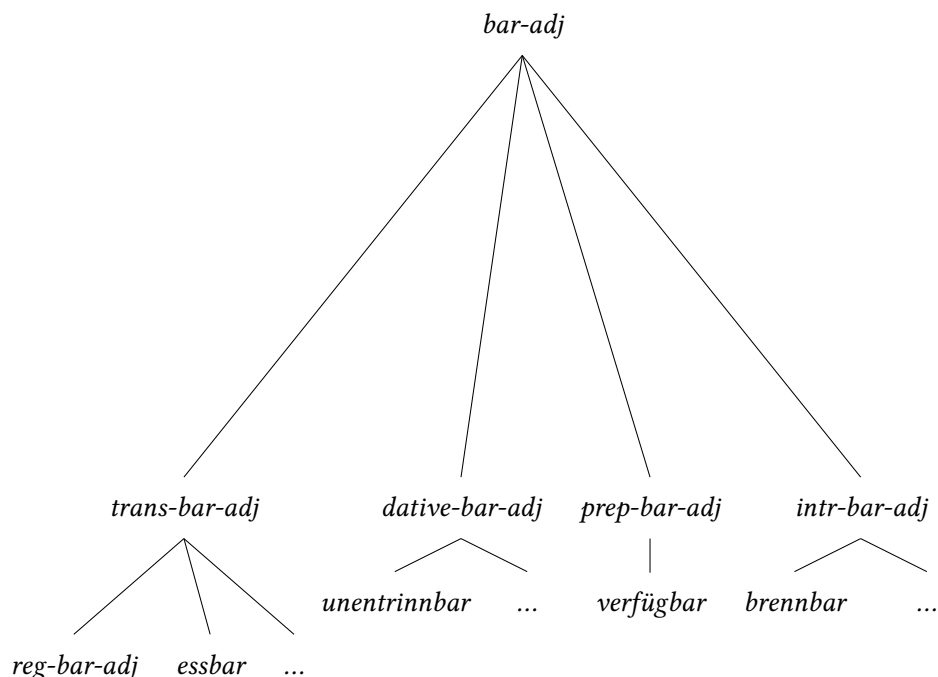 bar-adj
trans-bar-adj dative-bar-adj prep-bar-adj intr-bar-adj
unentrinnbar … verfügbar brennbar …
reg-bar-adj essbar …